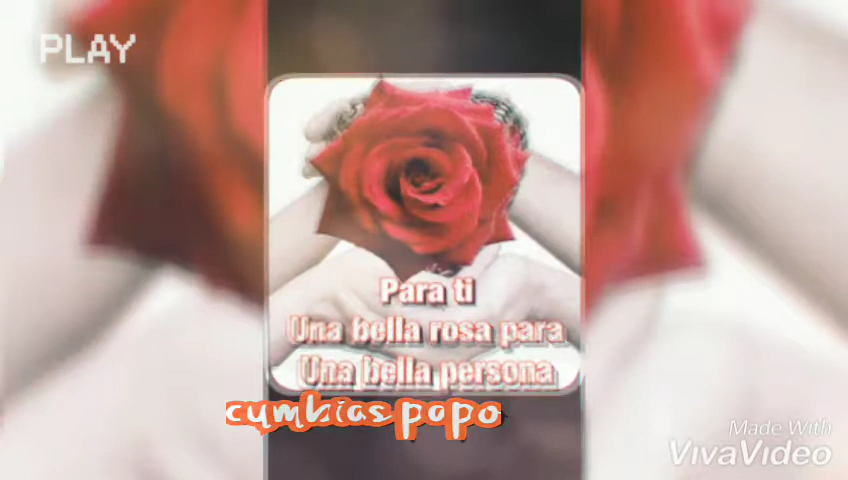 PLAY
Para ti
Una bella rosa para
Una bella persona
cumbias popo
Made With
VivaVideo